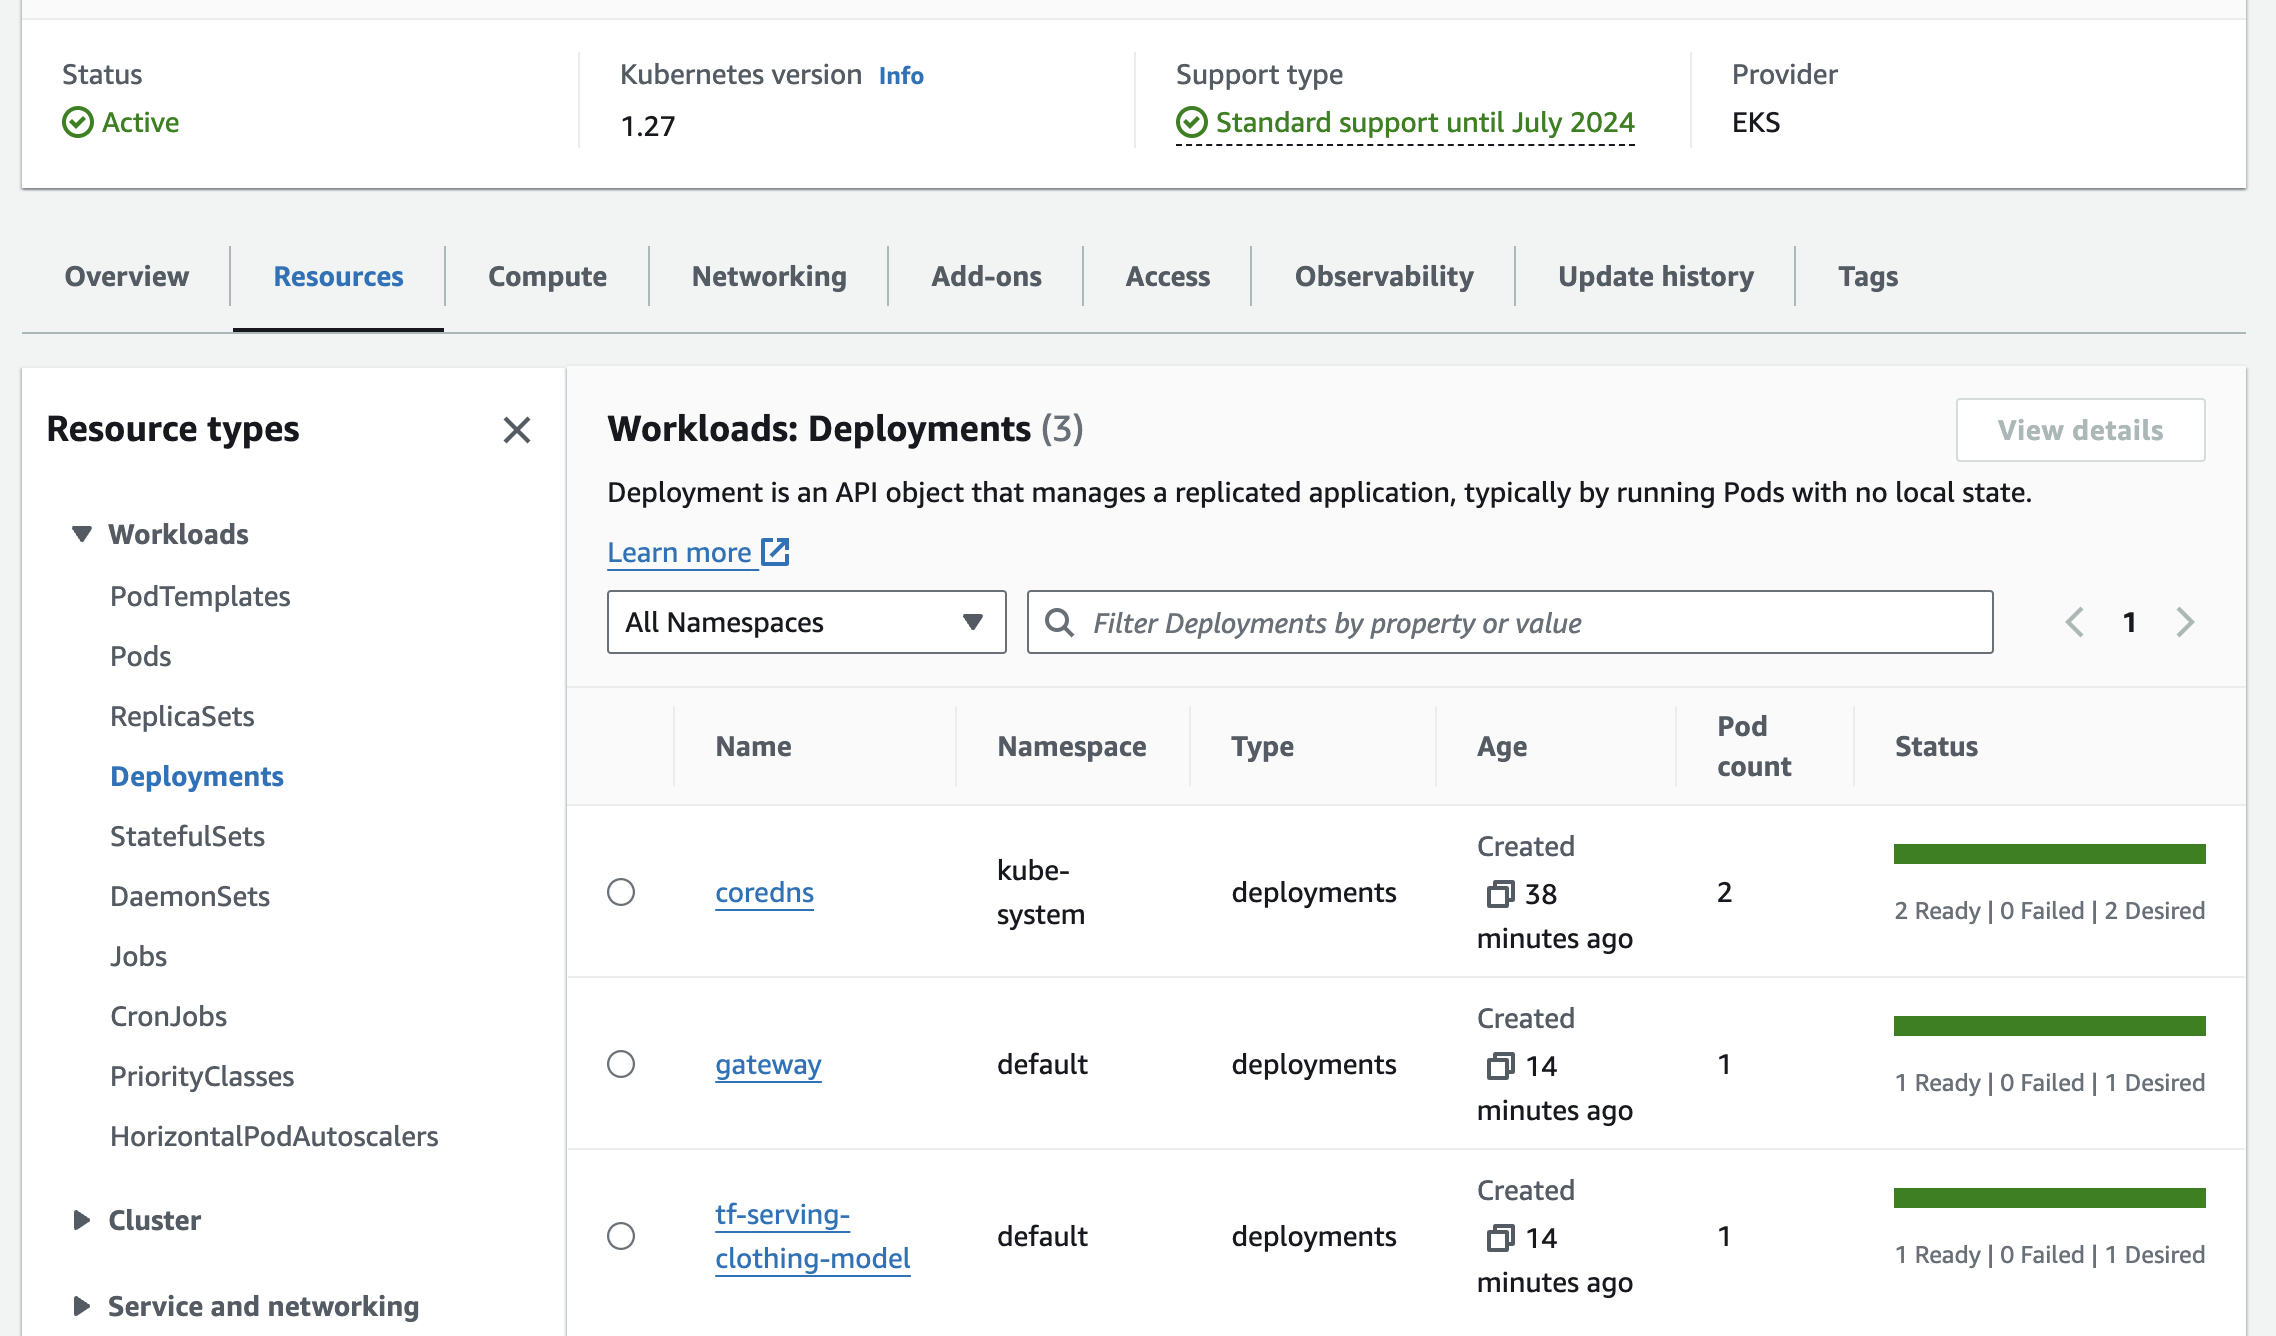 Status
Active
Kubernetes version Info
1.27
Support type
Standard support until July 2024
Provider
EKS
Overview
Resources
Compute
Networking
Add-ons
Access
Observability
Update history
Tags
Resource types
Workloads
PodTemplates
Pods
ReplicaSets
Deployments
StatefulSets
DaemonSets
Jobs
CronJobs
PriorityClasses
HorizontalPodAutoscalers
Cluster
Service and networking
Workloads: Deployments (3)
View details
Deployment is an API object that manages a replicated application, typically by running Pods with no local state.
Learn more
All Namespaces
Filter Deployments by property or value
1
Name
Namespace
Type
Age
Pod
count
Status
coredns
kube-
system
deployments
Created
38
minutes ago
2
2 Ready | 0 Failed | 2 Desired
gateway
default
deployments
Created
14
minutes ago
1
1 Ready | 0 Failed | 1 Desired
tf-serving-
clothing-model
default
deployments
Created
14
minutes ago
1
1 Ready | 0 Failed | 1 Desired